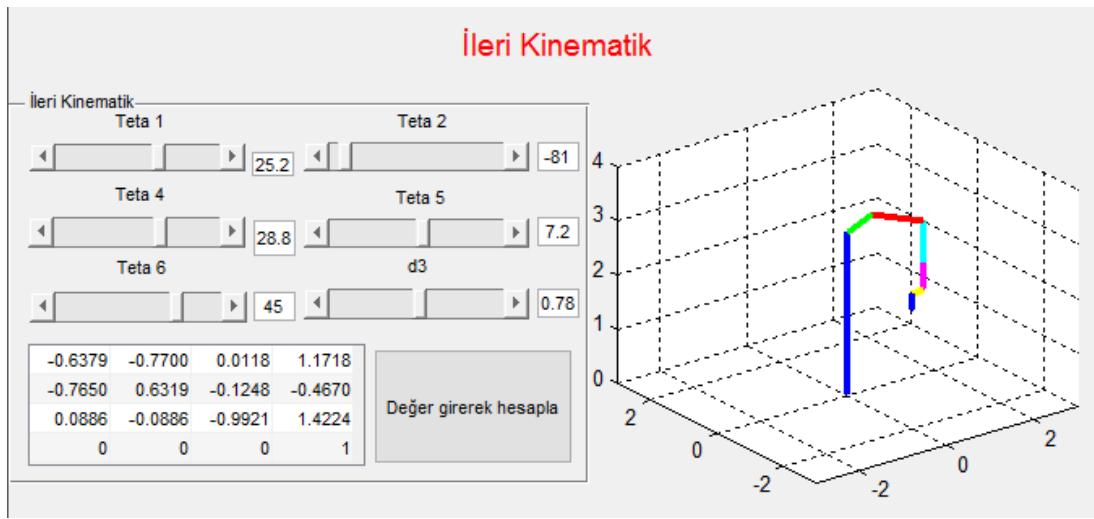 İleri Kinematik
İleri Kinematik
Teta 1 Teta 2
25.2 -81
Teta 4 Teta 5
28.8 7.2
Teta 6 d3
45 0.78
-0.6379 -0.7700 0.0118 1.1718
-0.7650 0.6319 -0.1248 -0.4670
0.0886 -0.0886 -0.9921 1.4224
0 0 0 1
Değer girerek hesapla
4
3
2
1
0
2
0
-2
-2
0
2